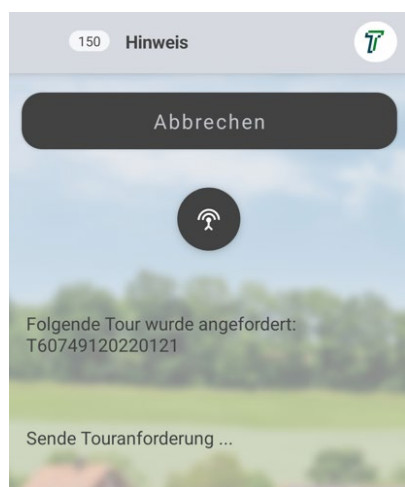 150 Hinweis
Abbrechen
Folgende Tour wurde angefordert:
T60749120220121
Sende Touranforderung ...